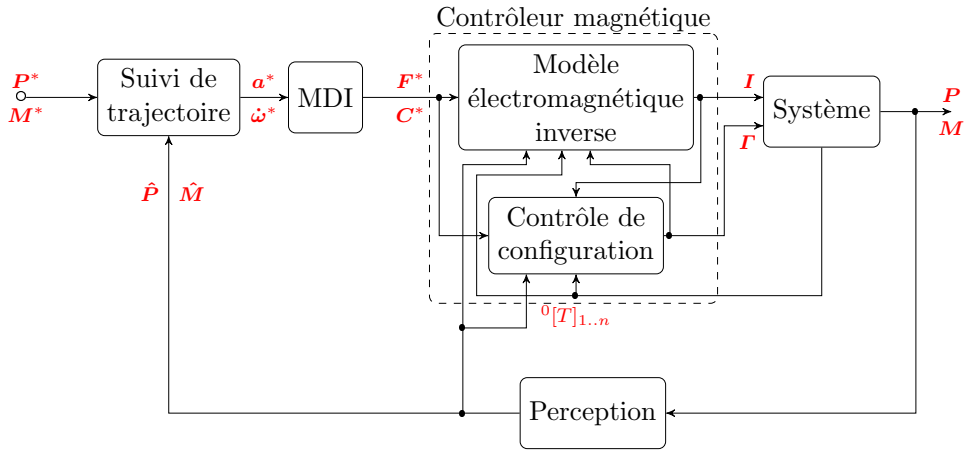 Contrôleur magnétique
P*
M*
Suivi de
trajectoire
a*
ω̇*
MDI
F*
C*
Modèle
électromagnétique
inverse
I
Γ
Système
P
M
P̂ M̂
Contrôle de
configuration
⁰[T]₁..ₙ
Perception